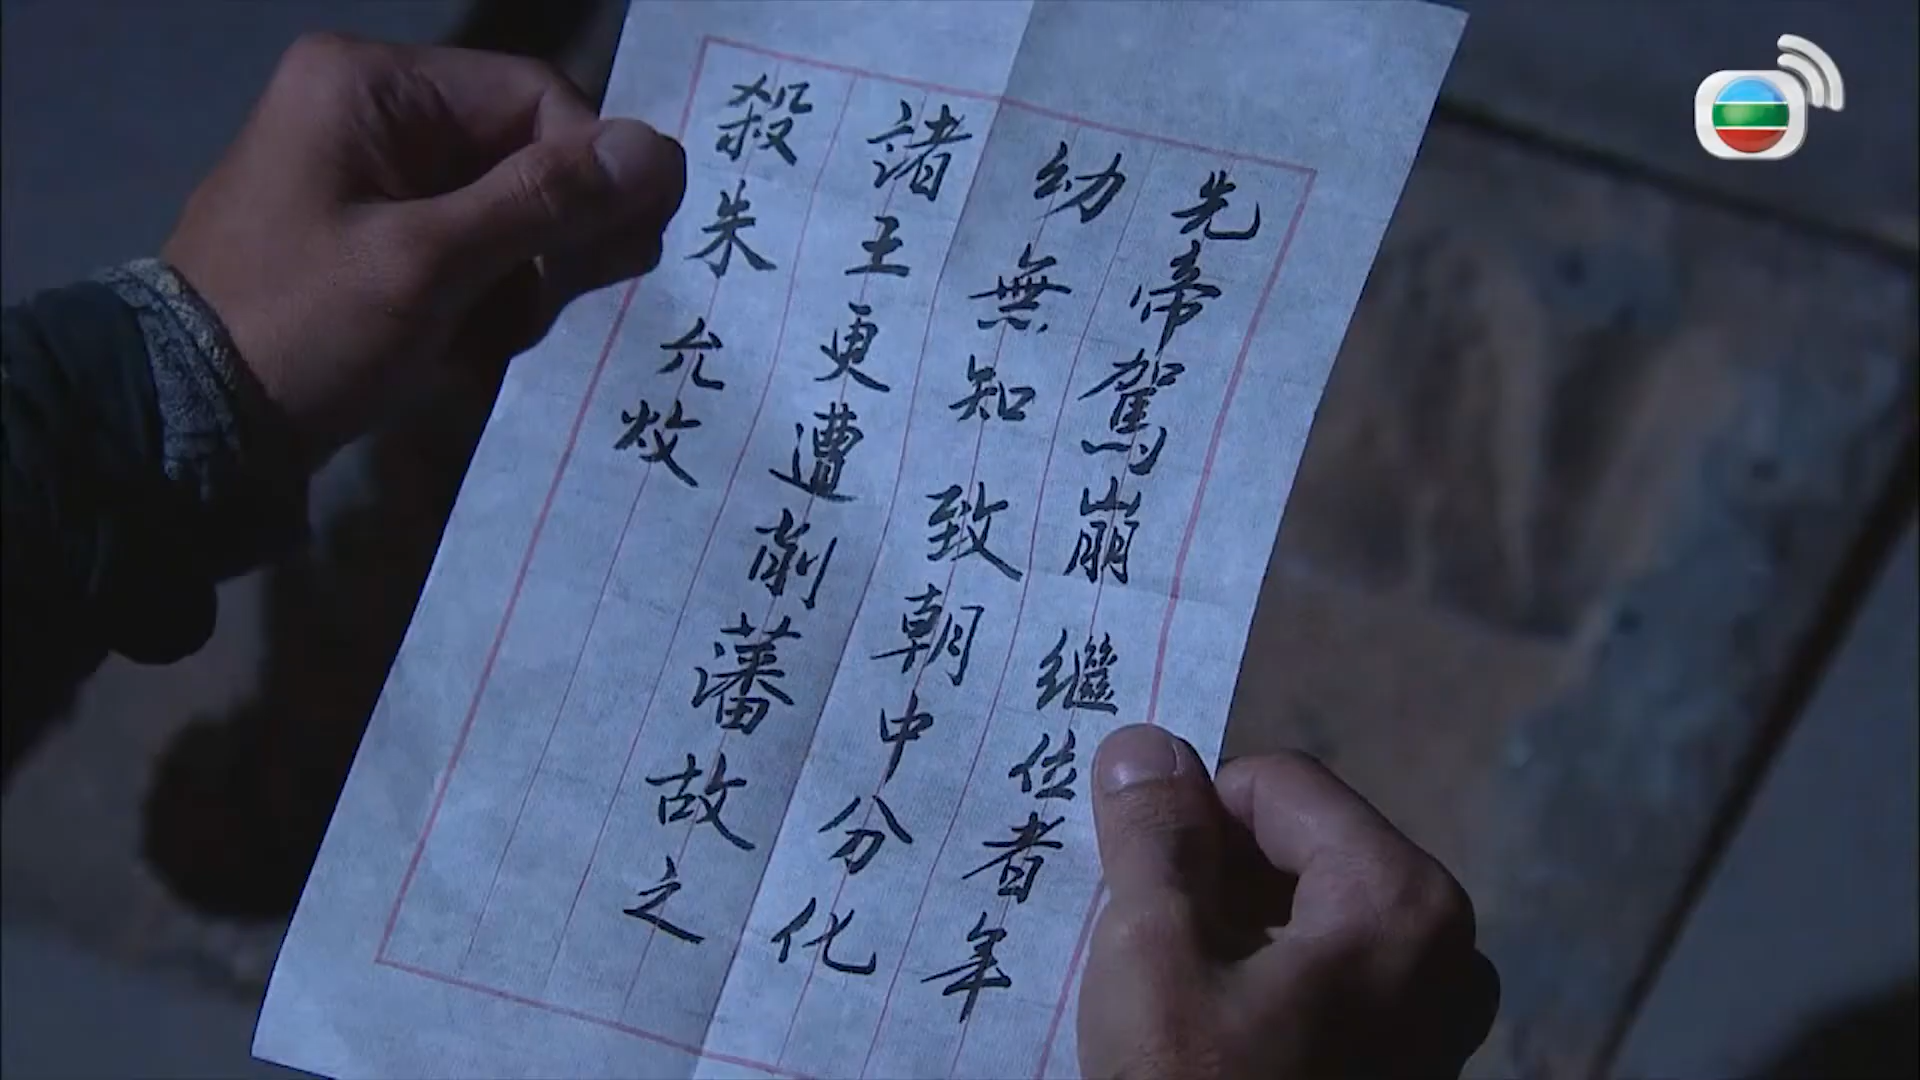 先帝駕崩繼位者年
幼無知致朝中分化
諸王更遭削藩故之
殺朱允炆